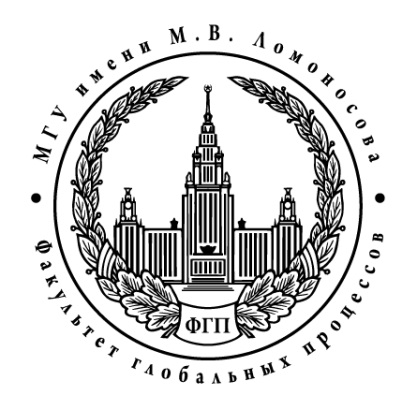 МГУ имени М.В. Ломоносова
факультет глобальных процессов
ФГП